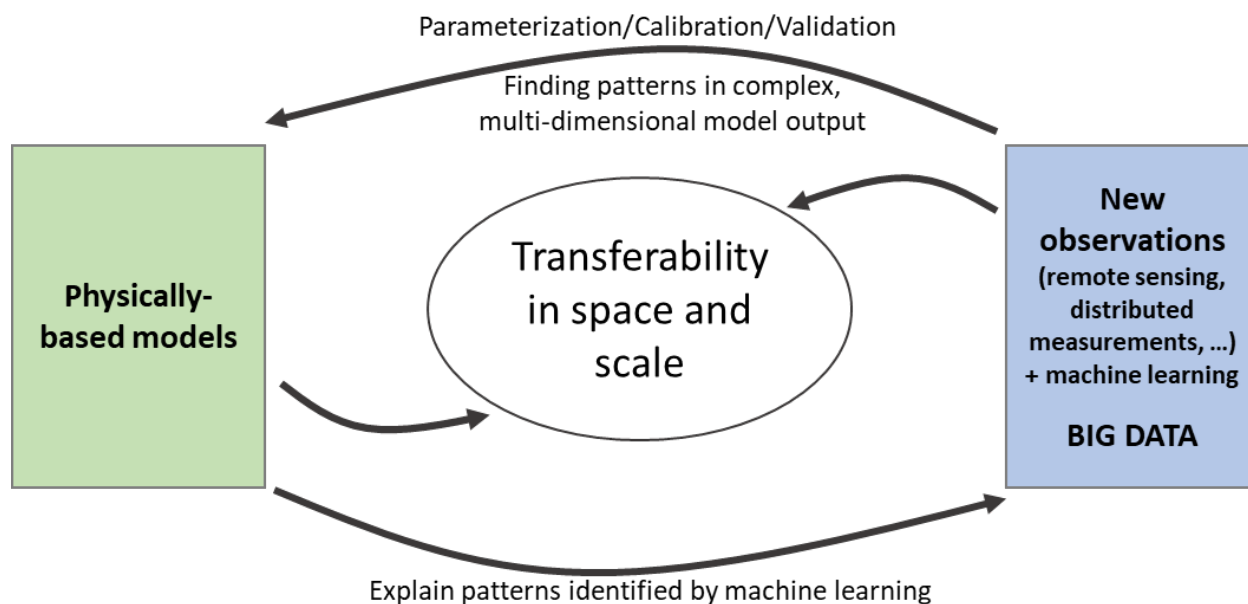 Parameterization/Calibration/Validation
Finding patterns in complex,
multi-dimensional model output
Physically-
based models
Transferability
in space and
scale
New
observations
(remote sensing,
distributed
measurements, …)
+ machine learning
BIG DATA
Explain patterns identified by machine learning